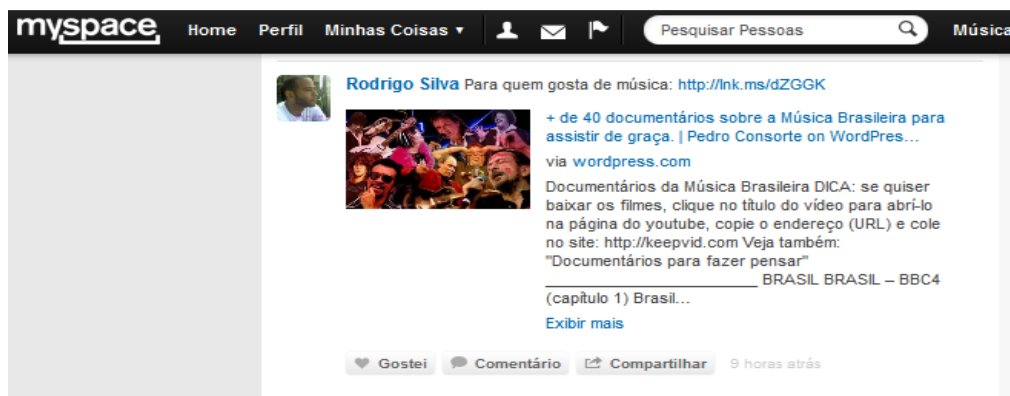 myspace Home Perfil Minhas Coisas ▾ Pesquisar Pessoas Música
Rodrigo Silva Para quem gosta de música: http://lnk.ms/dZGGK
+ de 40 documentários sobre a Música Brasileira para
assistir de graça. | Pedro Consorte on WordPres...
via wordpress.com
Documentários da Música Brasileira DICA: se quiser
baixar os filmes, clique no título do vídeo para abrí-lo
na página do youtube, copie o endereço (URL) e cole
no site: http://keepvid.com Veja também:
"Documentários para fazer pensar"
________________________ BRASIL BRASIL – BBC4
(capítulo 1) Brasil...
Exibir mais
Gostei Comentário Compartilhar 9 horas atrás